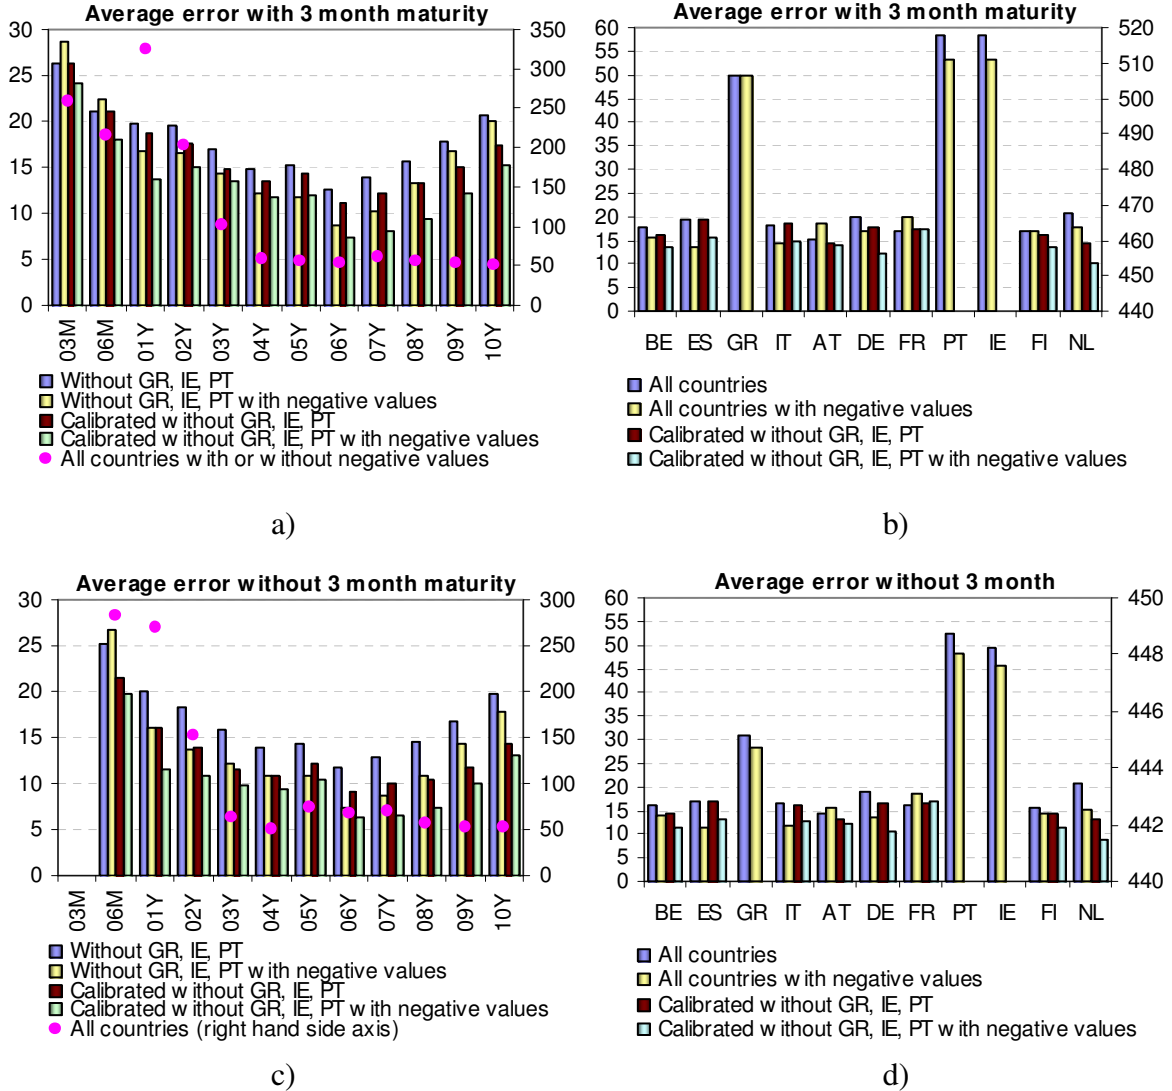 Average error with 3 month maturity
30
25
20
15
10
5
0
350
300
250
200
150
100
50
0
03M
06M
01Y
02Y
03Y
04Y
05Y
06Y
07Y
08Y
09Y
10Y
Without GR, IE, PT
Without GR, IE, PT with negative values
Calibrated without GR, IE, PT
Calibrated without GR, IE, PT with negative values
All countries with or without negative values
a)
Average error with 3 month maturity
60
55
50
45
40
35
30
25
20
15
10
5
0
520
510
500
490
480
470
460
450
440
BE ES GR IT AT DE FR PT IE FI NL
All countries
All countries with negative values
Calibrated without GR, IE, PT
Calibrated without GR, IE, PT with negative values
b)
Average error without 3 month maturity
30
25
20
15
10
5
0
300
250
200
150
100
50
0
03M
06M
01Y
02Y
03Y
04Y
05Y
06Y
07Y
08Y
09Y
10Y
Without GR, IE, PT
Without GR, IE, PT with negative values
Calibrated without GR, IE, PT
Calibrated without GR, IE, PT with negative values
All countries (right hand side axis)
c)
Average error without 3 month
60
55
50
45
40
35
30
25
20
15
10
5
0
450
448
446
444
442
440
BE ES GR IT AT DE FR PT IE FI NL
All countries
All countries with negative values
Calibrated without GR, IE, PT
Calibrated without GR, IE, PT with negative values
d)